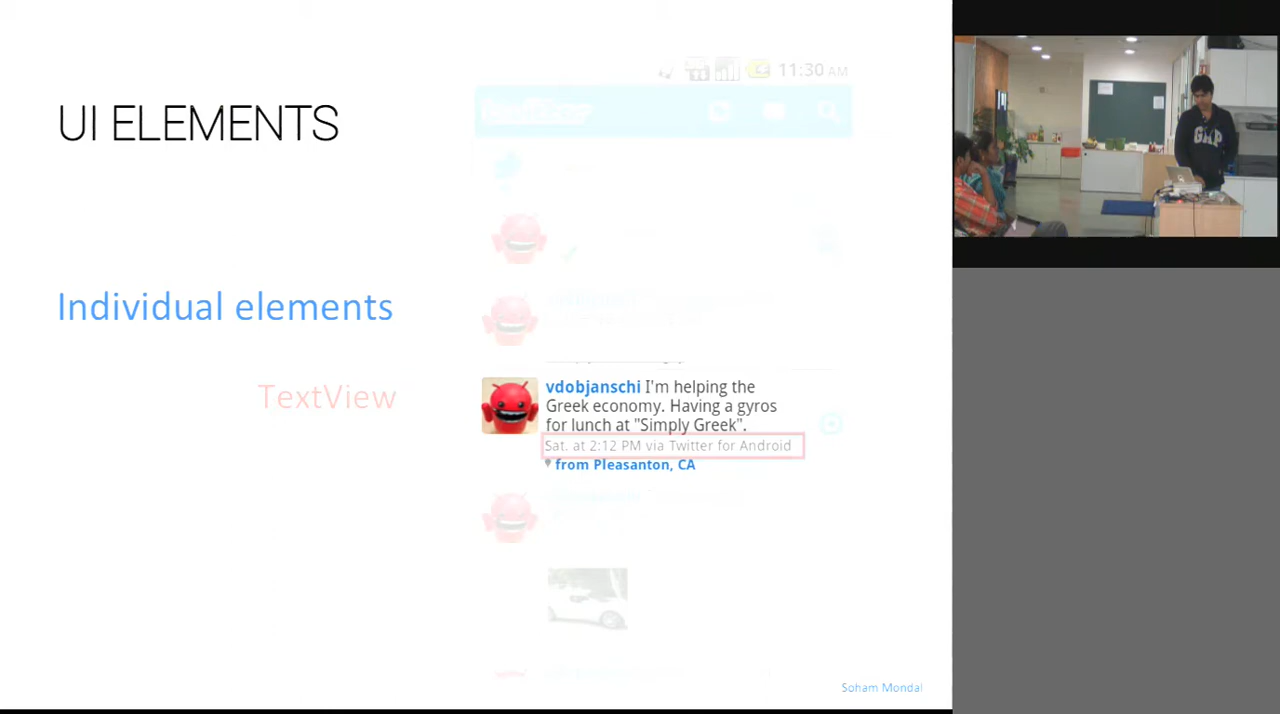 UI ELEMENTS
Individual elements
TextView
11:30 AM
vdobjanschi I'm helping the
Greek economy. Having a gyros
for lunch at "Simply Greek".
Sat. at 2:12 PM via Twitter for Android
from Pleasanton, CA
Soham Mondal
GAP